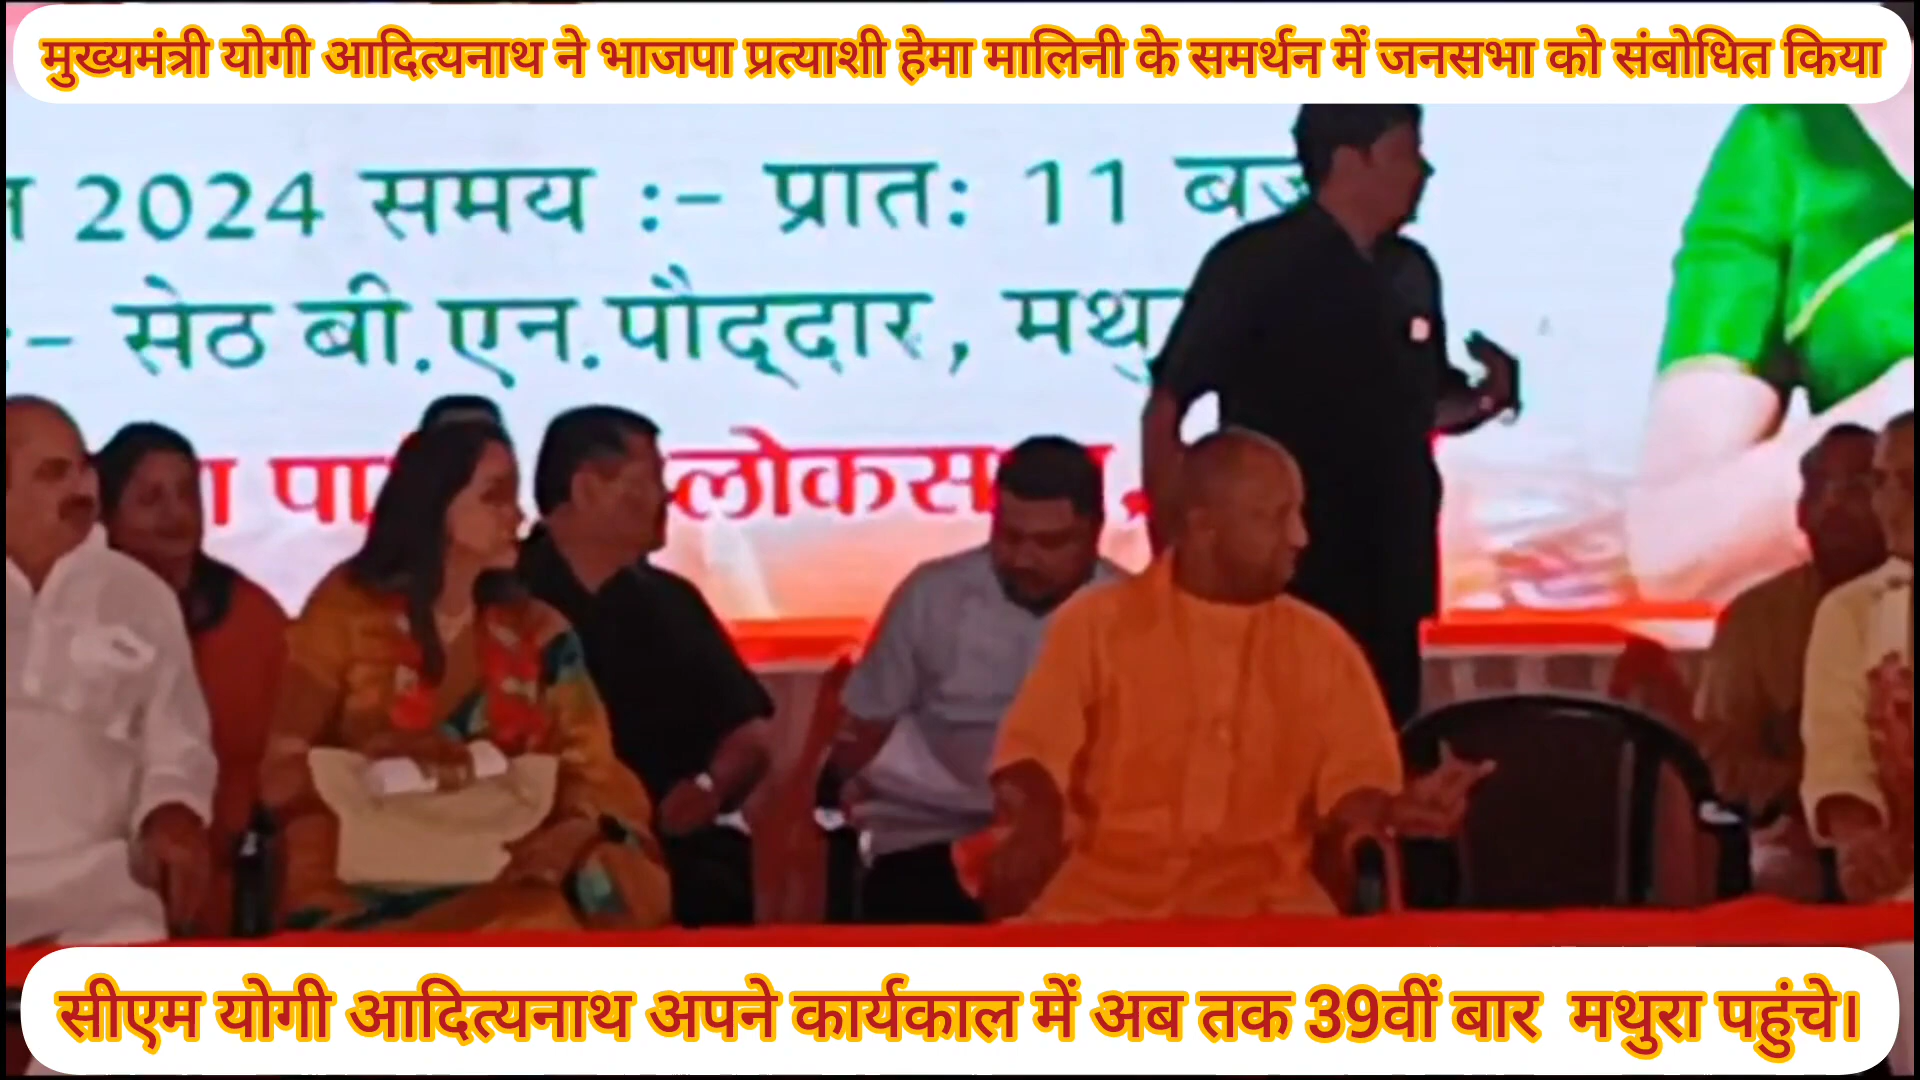 मुख्यमंत्री योगी आदित्यनाथ ने भाजपा प्रत्याशी हेमा मालिनी के समर्थन में जनसभा को संबोधित किया
2024 समय :- प्रात: 11
:- सेठ बी.एन.पौद्दार,
सीएम योगी आदित्यनाथ अपने कार्यकाल में अब तक 39वीं बार मथुरा पहुंचे।